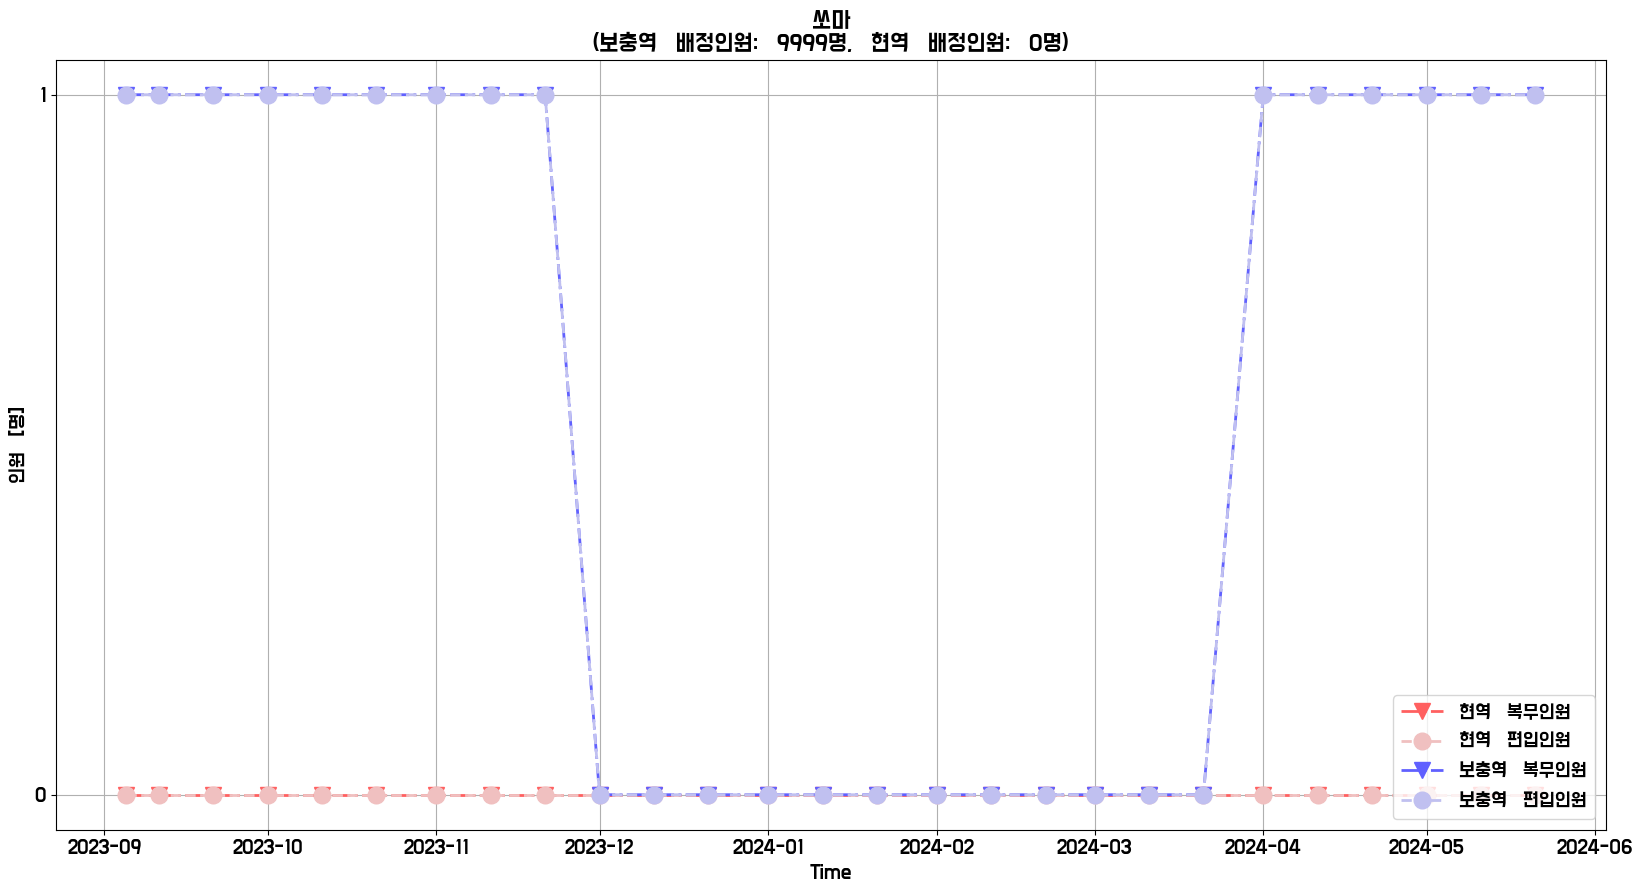 쏘마
(보충역 배정인원: 9999명, 현역 배정인원: 0명)
인원 [명]
1
0
2023-09 2023-10 2023-11 2023-12 2024-01 2024-02 2024-03 2024-04 2024-05 2024-06
Time
현역 복무인원
현역 편입인원
보충역 복무인원
보충역 편입인원